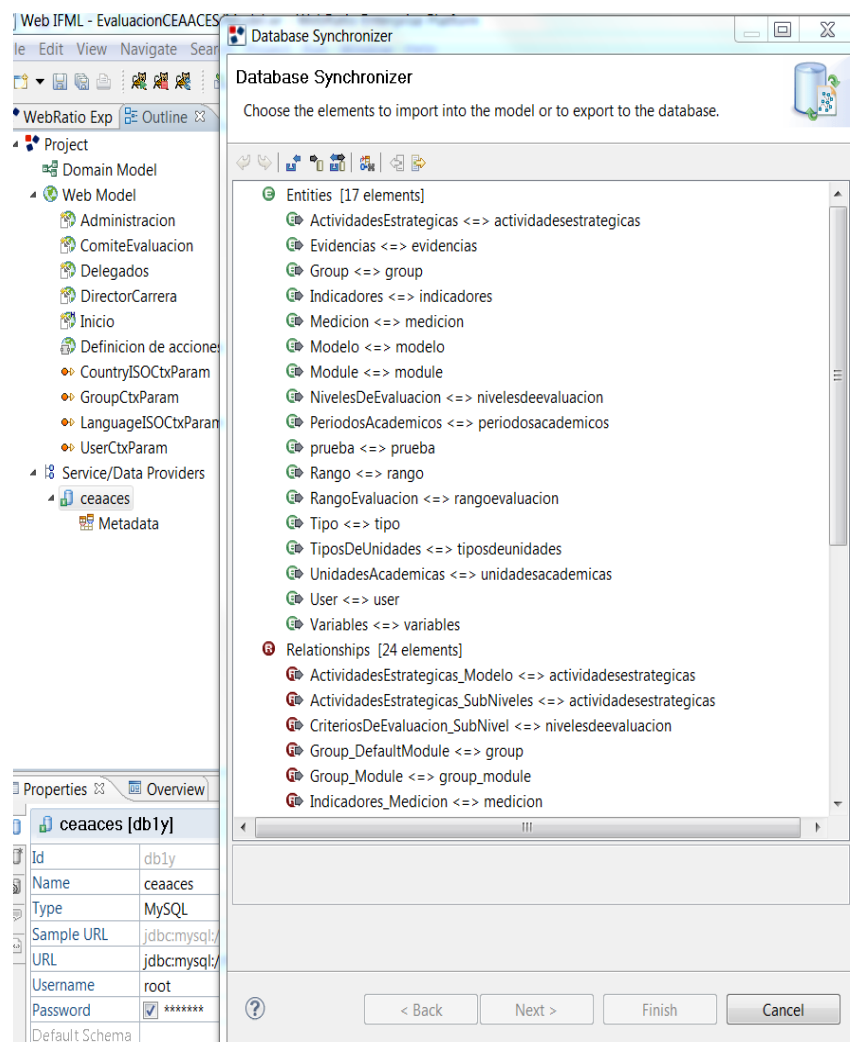 Web IFML - EvaluacionCEAACES
le Edit View Navigate Sear
WebRatio Exp
Outline
Project
Domain Model
Web Model
Administracion
ComiteEvaluacion
Delegados
DirectorCarrera
Inicio
Definicion de acciones
CountryISOCtxParam
GroupCtxParam
LanguageISOCtxParam
UserCtxParam
Service/Data Providers
ceaaces
Metadata
Properties
Overview
ceaaces [db1y]
Id db1y
Name ceaaces
Type MySQL
Sample URL jdbc:mysql:/
URL jdbc:mysql:/
Username root
Password *******
Default Schema
Database Synchronizer
Database Synchronizer
Choose the elements to import into the model or to export to the database.
Entities [17 elements]
ActividadesEstrategicas <=> actividadesestrategicas
Evidencias <=> evidencias
Group <=> group
Indicadores <=> indicadores
Medicion <=> medicion
Modelo <=> modelo
Module <=> module
NivelesDeEvaluacion <=> nivelesdeevaluacion
PeriodosAcademicos <=> periodosacademicos
prueba <=> prueba
Rango <=> rango
RangoEvaluacion <=> rangoevaluacion
Tipo <=> tipo
TiposDeUnidades <=> tiposdeunidades
UnidadesAcademicas <=> unidadesacademicas
User <=> user
Variables <=> variables
Relationships [24 elements]
ActividadesEstrategicas_Modelo <=> actividadesestrategicas
ActividadesEstrategicas_SubNiveles <=> actividadesestrategicas
CriteriosDeEvaluacion_SubNivel <=> nivelesdeevaluacion
Group_DefaultModule <=> group
Group_Module <=> group_module
Indicadores_Medicion <=> medicion
< Back
Next >
Finish
Cancel